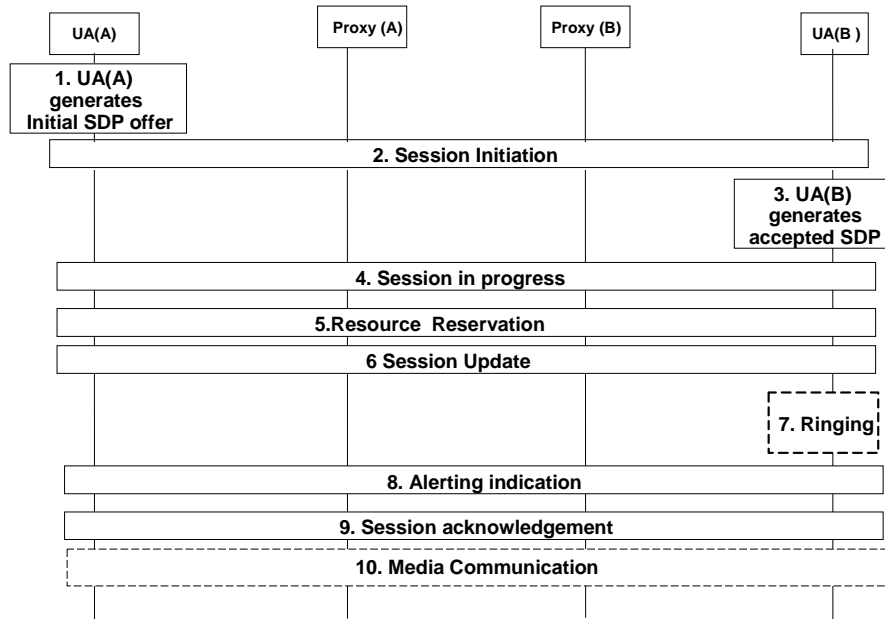 UA(A)
Proxy (A)
Proxy (B)
UA(B )
1. UA(A)
generates
Initial SDP offer
2. Session Initiation
3. UA(B)
generates
accepted SDP
4. Session in progress
5.Resource Reservation
6 Session Update
7. Ringing
8. Alerting indication
9. Session acknowledgement
10. Media Communication